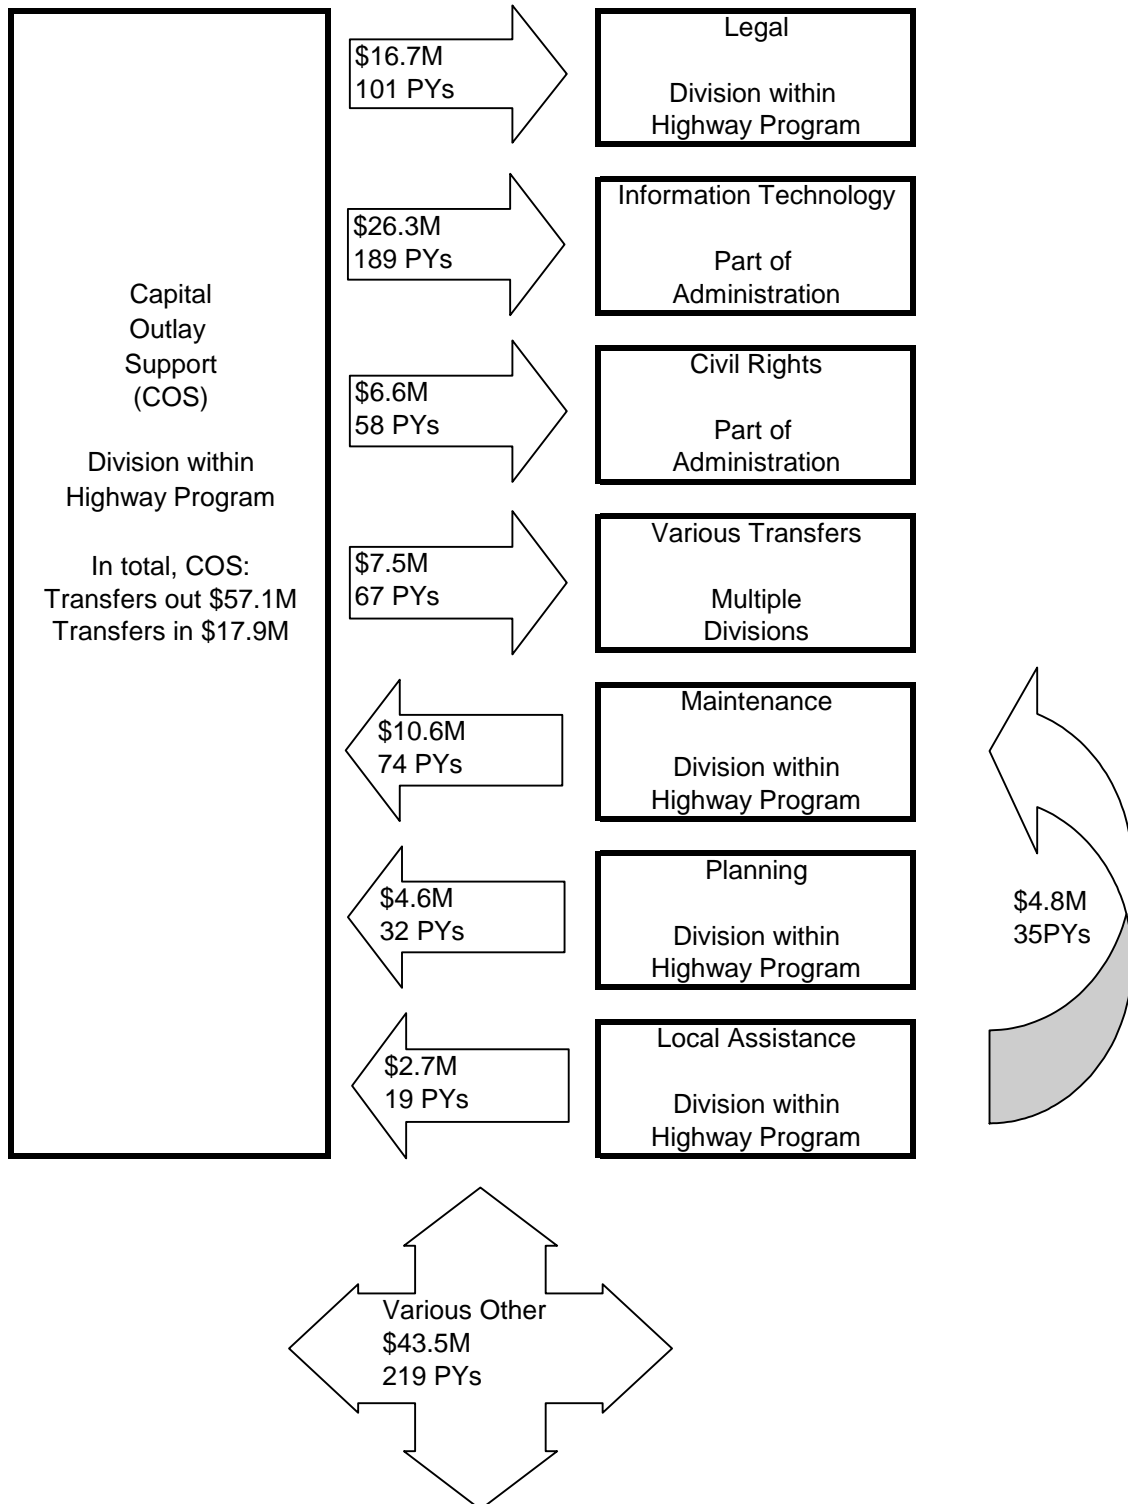 Capital
Outlay
Support
(COS)
Division within
Highway Program
In total, COS:
Transfers out $57.1M
Transfers in $17.9M
$16.7M
101 PYs
Legal
Division within
Highway Program
$26.3M
189 PYs
Information Technology
Part of
Administration
$6.6M
58 PYs
Civil Rights
Part of
Administration
$7.5M
67 PYs
Various Transfers
Multiple
Divisions
$10.6M
74 PYs
Maintenance
Division within
Highway Program
$4.6M
32 PYs
Planning
Division within
Highway Program
$4.8M
35PYs
$2.7M
19 PYs
Local Assistance
Division within
Highway Program
Various Other
$43.5M
219 PYs